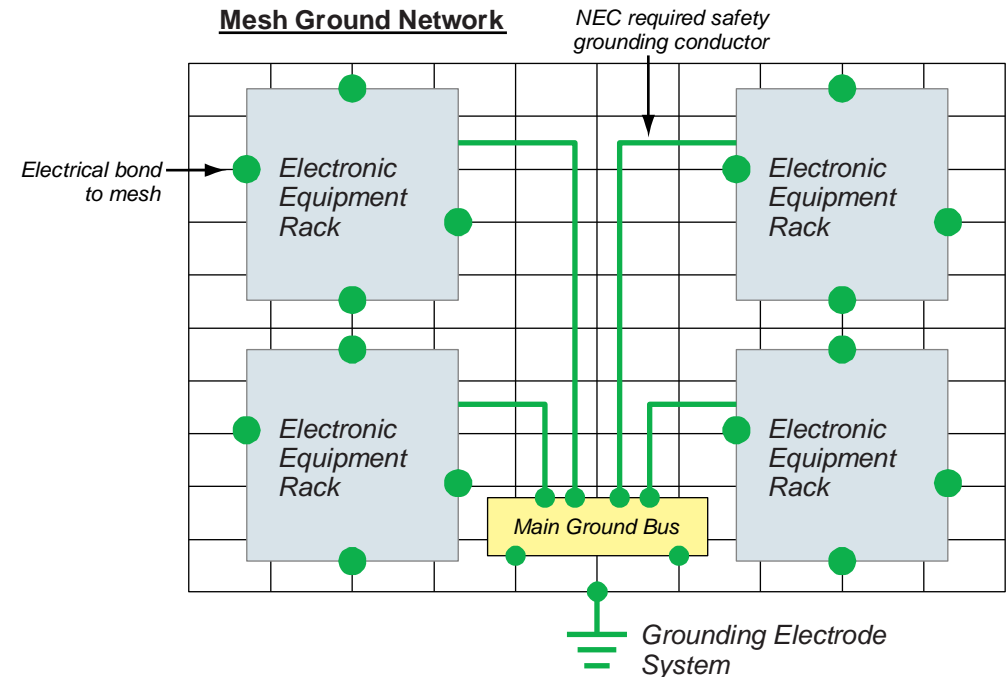 Mesh Ground Network
NEC required safety
grounding conductor
Electrical bond
to mesh
Electronic
Equipment
Rack
Electronic
Equipment
Rack
Electronic
Equipment
Rack
Electronic
Equipment
Rack
Main Ground Bus
Grounding Electrode
System